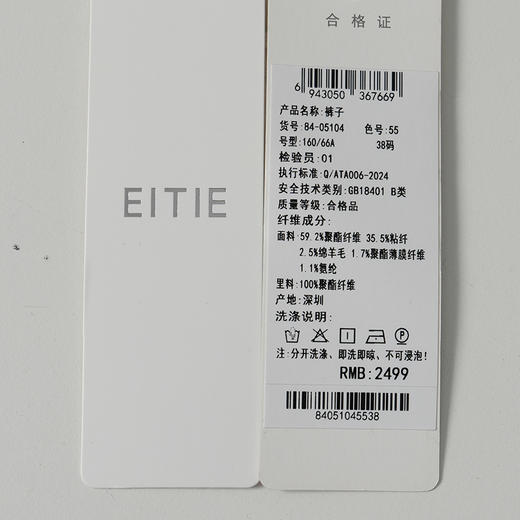 EITIE
合格证
6 943050 367669
产品名称:裤子
货号:84-05104 色号:55
号型:160/66A 38码
检验员:01
执行标准:Q/ATA006-2024
安全技术类别:GB18401 B类
质量等级:合格品
纤维成分:
面料:59.2%聚酯纤维 35.5%粘纤
2.5%绵羊毛 1.7%聚酯薄膜纤维
1.1%氨纶
里料:100%聚酯纤维
产地:深圳
洗涤说明:
注:分开洗涤、即洗即晾、不可浸泡!
RMB:2499
84051045538